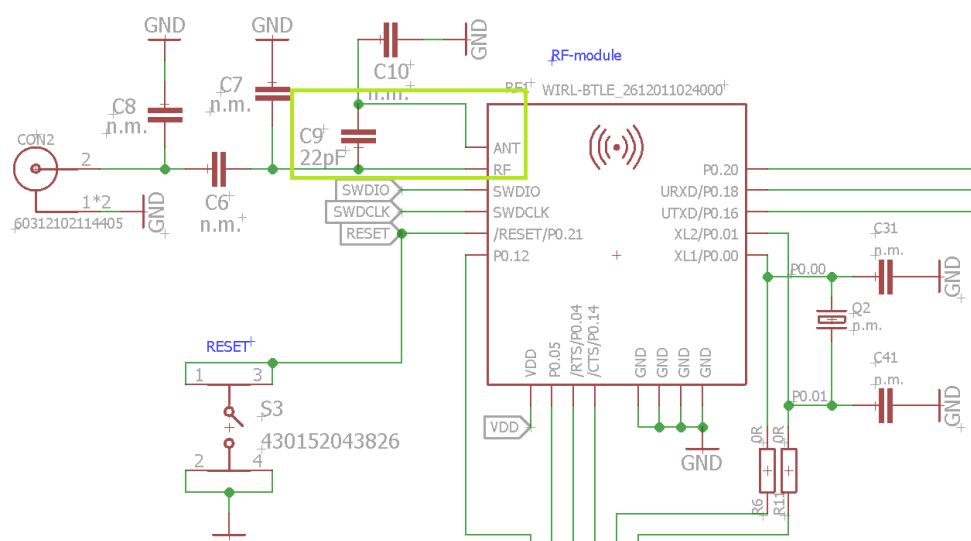 GND
GND
GND
C10
n.m.
C7
n.m.
C8
n.m.
C9
22pF
C6
n.m.
CON2
2
1*2
60312102114405
GND
RF-module
RF1
WIRL-BTLE_2612011024000
ANT
RF
SWDIO
SWDCLK
/RESET/P0.21
P0.12
SWDIO
SWDCLK
RESET
P0.20
URXD/P0.18
UTXD/P0.16
XL2/P0.01
XL1/P0.00
VDD
P0.05
/RTS/P0.04
/CTS/P0.14
GND
GND
GND
GND
VDD
GND
C31
n.m.
GND
P0.00
Q2
n.m.
C41
n.m.
GND
P0.01
0R
0R
R6
R11
RESET
1
3
S3
430152043826
2
4